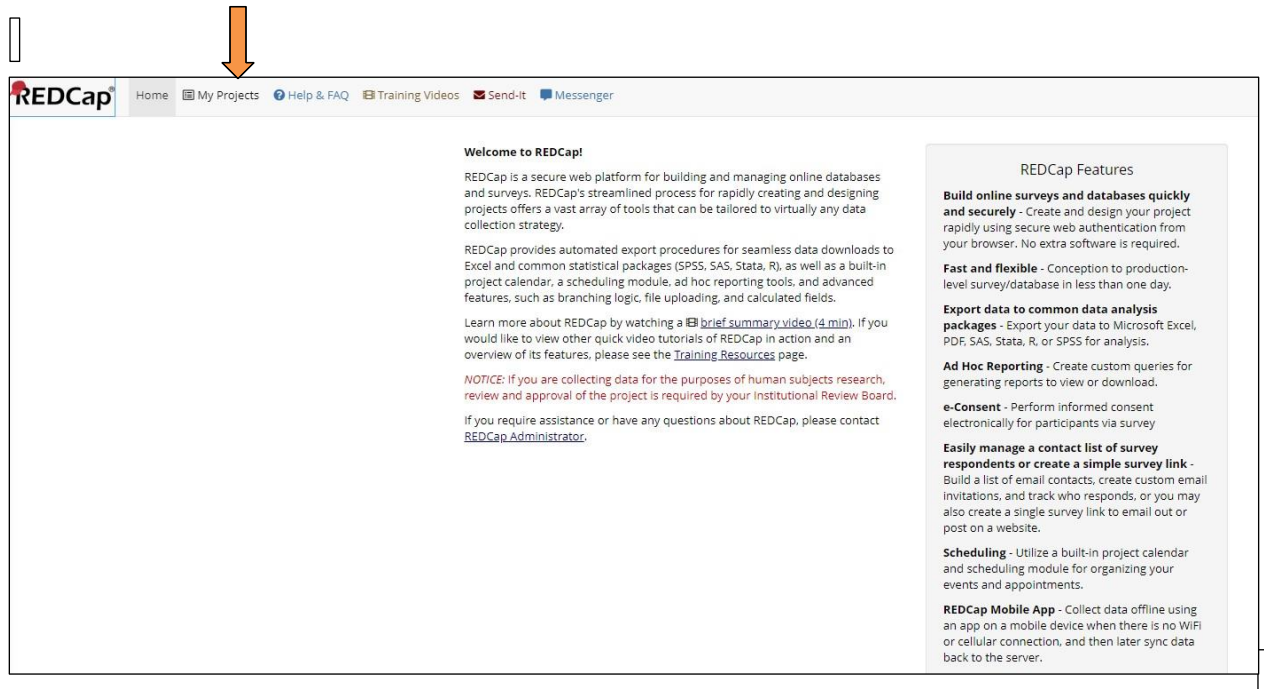 REDCap®
Home My Projects Help & FAQ Training Videos Send-It Messenger
Welcome to REDCap!
REDCap is a secure web platform for building and managing online databases
and surveys. REDCap's streamlined process for rapidly creating and designing
projects offers a vast array of tools that can be tailored to virtually any data
collection strategy.
REDCap provides automated export procedures for seamless data downloads to
Excel and common statistical packages (SPSS, SAS, Stata, R), as well as a built-in
project calendar, a scheduling module, ad hoc reporting tools, and advanced
features, such as branching logic, file uploading, and calculated fields.
Learn more about REDCap by watching a brief summary video (4 min). If you
would like to view other quick video tutorials of REDCap in action and an
overview of its features, please see the Training Resources page.
NOTICE: If you are collecting data for the purposes of human subjects research,
review and approval of the project is required by your Institutional Review Board.
If you require assistance or have any questions about REDCap, please contact
REDCap Administrator.
REDCap Features
Build online surveys and databases quickly
and securely - Create and design your project
rapidly using secure web authentication from
your browser. No extra software is required.
Fast and flexible - Conception to production-
level survey/database in less than one day.
Export data to common data analysis
packages - Export your data to Microsoft Excel,
PDF, SAS, Stata, R, or SPSS for analysis.
Ad Hoc Reporting - Create custom queries for
generating reports to view or download.
e-Consent - Perform informed consent
electronically for participants via survey
Easily manage a contact list of survey
respondents or create a simple survey link -
Build a list of email contacts, create custom email
invitations, and track who responds, or you may
also create a single survey link to email out or
post on a website.
Scheduling - Utilize a built-in project calendar
and scheduling module for organizing your
events and appointments.
REDCap Mobile App - Collect data offline using
an app on a mobile device when there is no WiFi
or cellular connection, and then later sync data
back to the server.